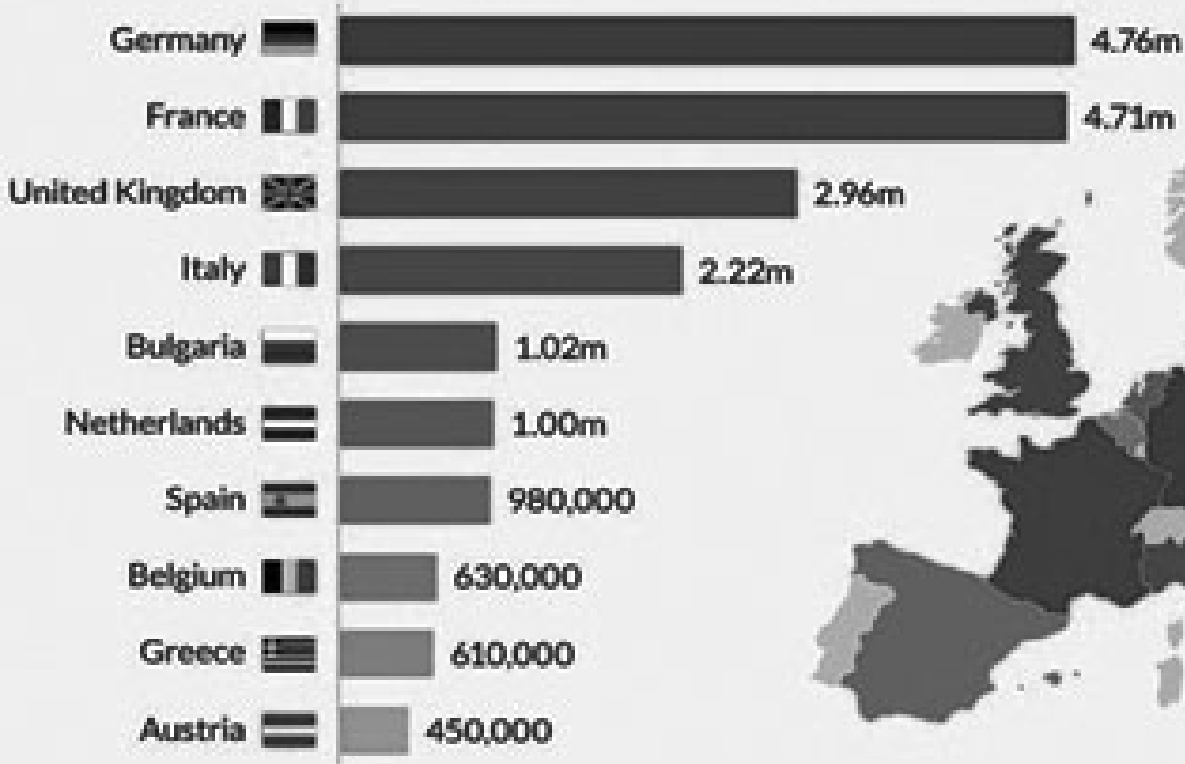 Germany 4.76m
France 4.71m
United Kingdom 2.96m
Italy 2.22m
Bulgaria 1.02m
Netherlands 1.00m
Spain 980,000
Belgium 630,000
Greece 610,000
Austria 450,000